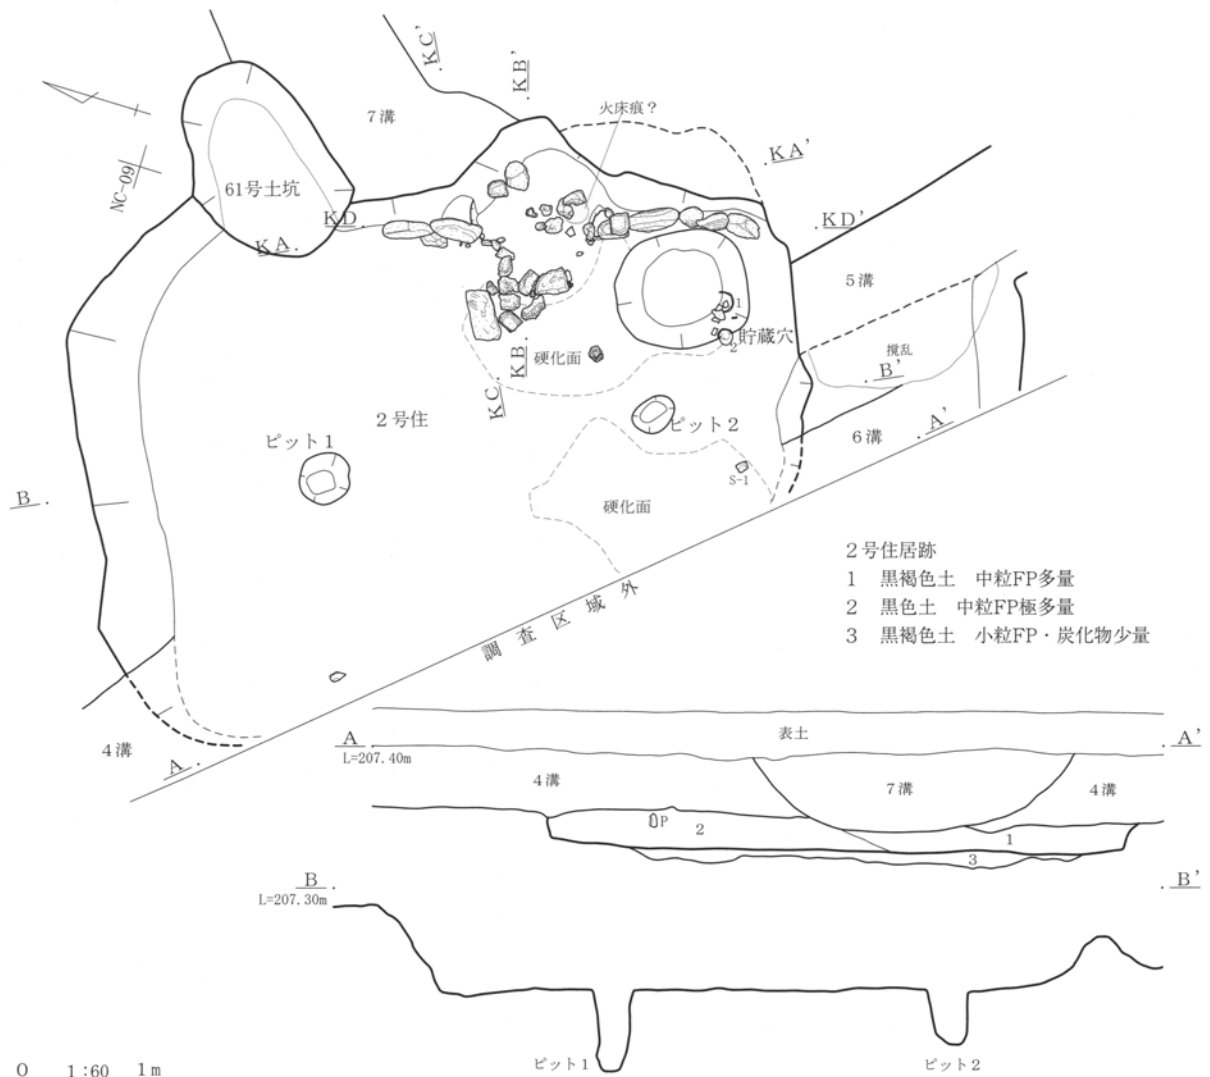 KC'
KB'
火床痕？
7溝
KA'
NC-09
61号土坑
KD
KD'
KA
5溝
1
貯蔵穴
2
撹乱
硬化面
KB
B'
KC
2号住
ピット1
ピット2
6溝
A'
B
S-1
硬化面
調査区域外
2号住居跡
1 黒褐色土 中粒FP多量
2 黒色土 中粒FP極多量
3 黒褐色土 小粒FP・炭化物少量
4溝
A
表土
A
A'
L=207.40m
4溝
7溝
4溝
P
2
1
3
B
B'
L=207.30m
ピット1
ピット2
0 1:60 1m